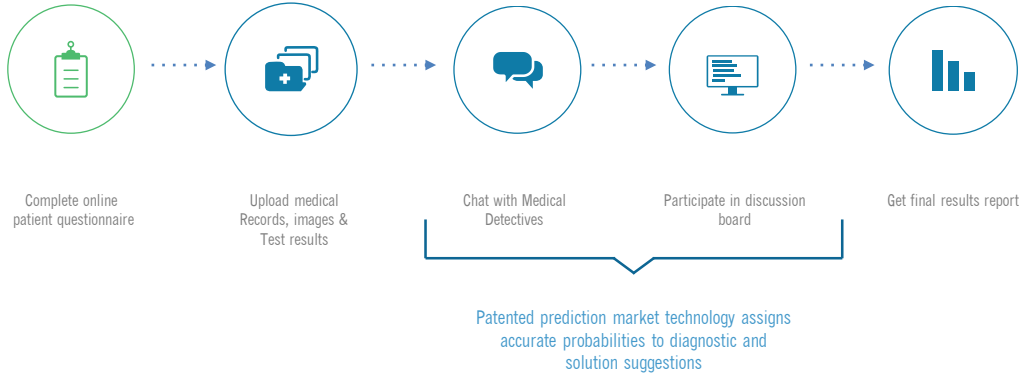 Complete online
patient questionnaire
Upload medical
Records, images &
Test results
Chat with Medical
Detectives
Participate in discussion
board
Get final results report
Patented prediction market technology assigns
accurate probabilities to diagnostic and
solution suggestions